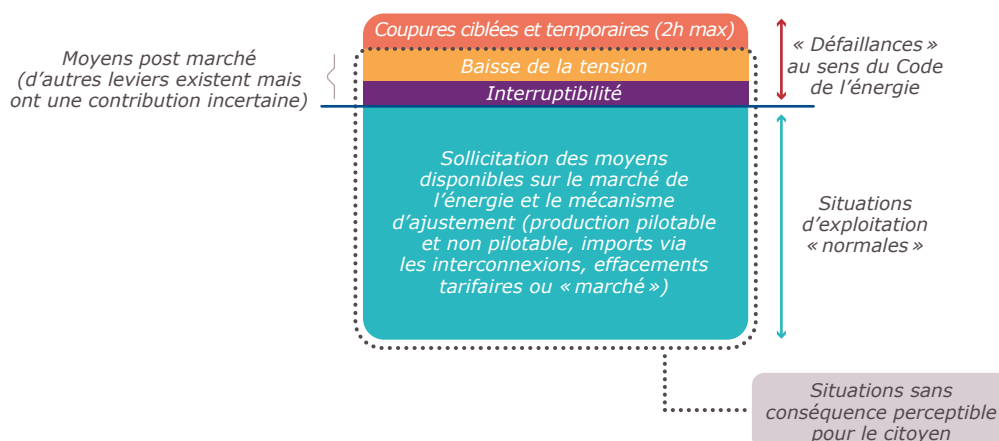 Coupures ciblées et temporaires (2h max)
Moyens post marché
(d'autres leviers existent mais
ont une contribution incertaine)
Baisse de la tension
Interruptibilité
« Défaillances »
au sens du Code
de l'énergie
Sollicitation des moyens
disponibles sur le marché de
l'énergie et le mécanisme
d'ajustement (production pilotable
et non pilotable, imports via
les interconnexions, effacements
tarifaires ou « marché »)
Situations
d'exploitation
« normales »
Situations sans
conséquence perceptible
pour le citoyen